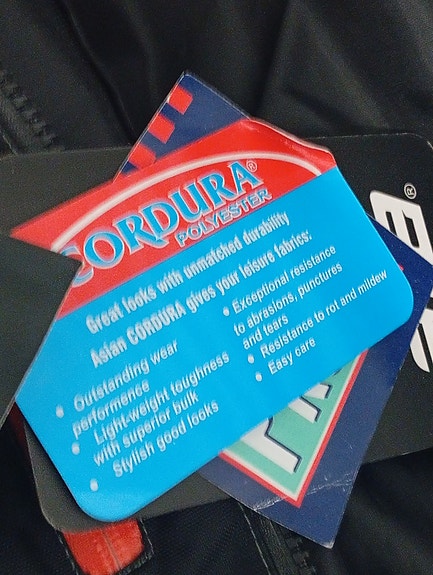 CORDURA®
POLYESTER
Great looks with unmatched durability
Asian CORDURA gives your leisure fabrics:
• Outstanding wear
performence
• Light-weight toughness
with superior bulk
• Stylish good looks
• Exceptional resistance
to abrasions, punctures
and tears
• Resistance to rot and mildew
• Easy care
®